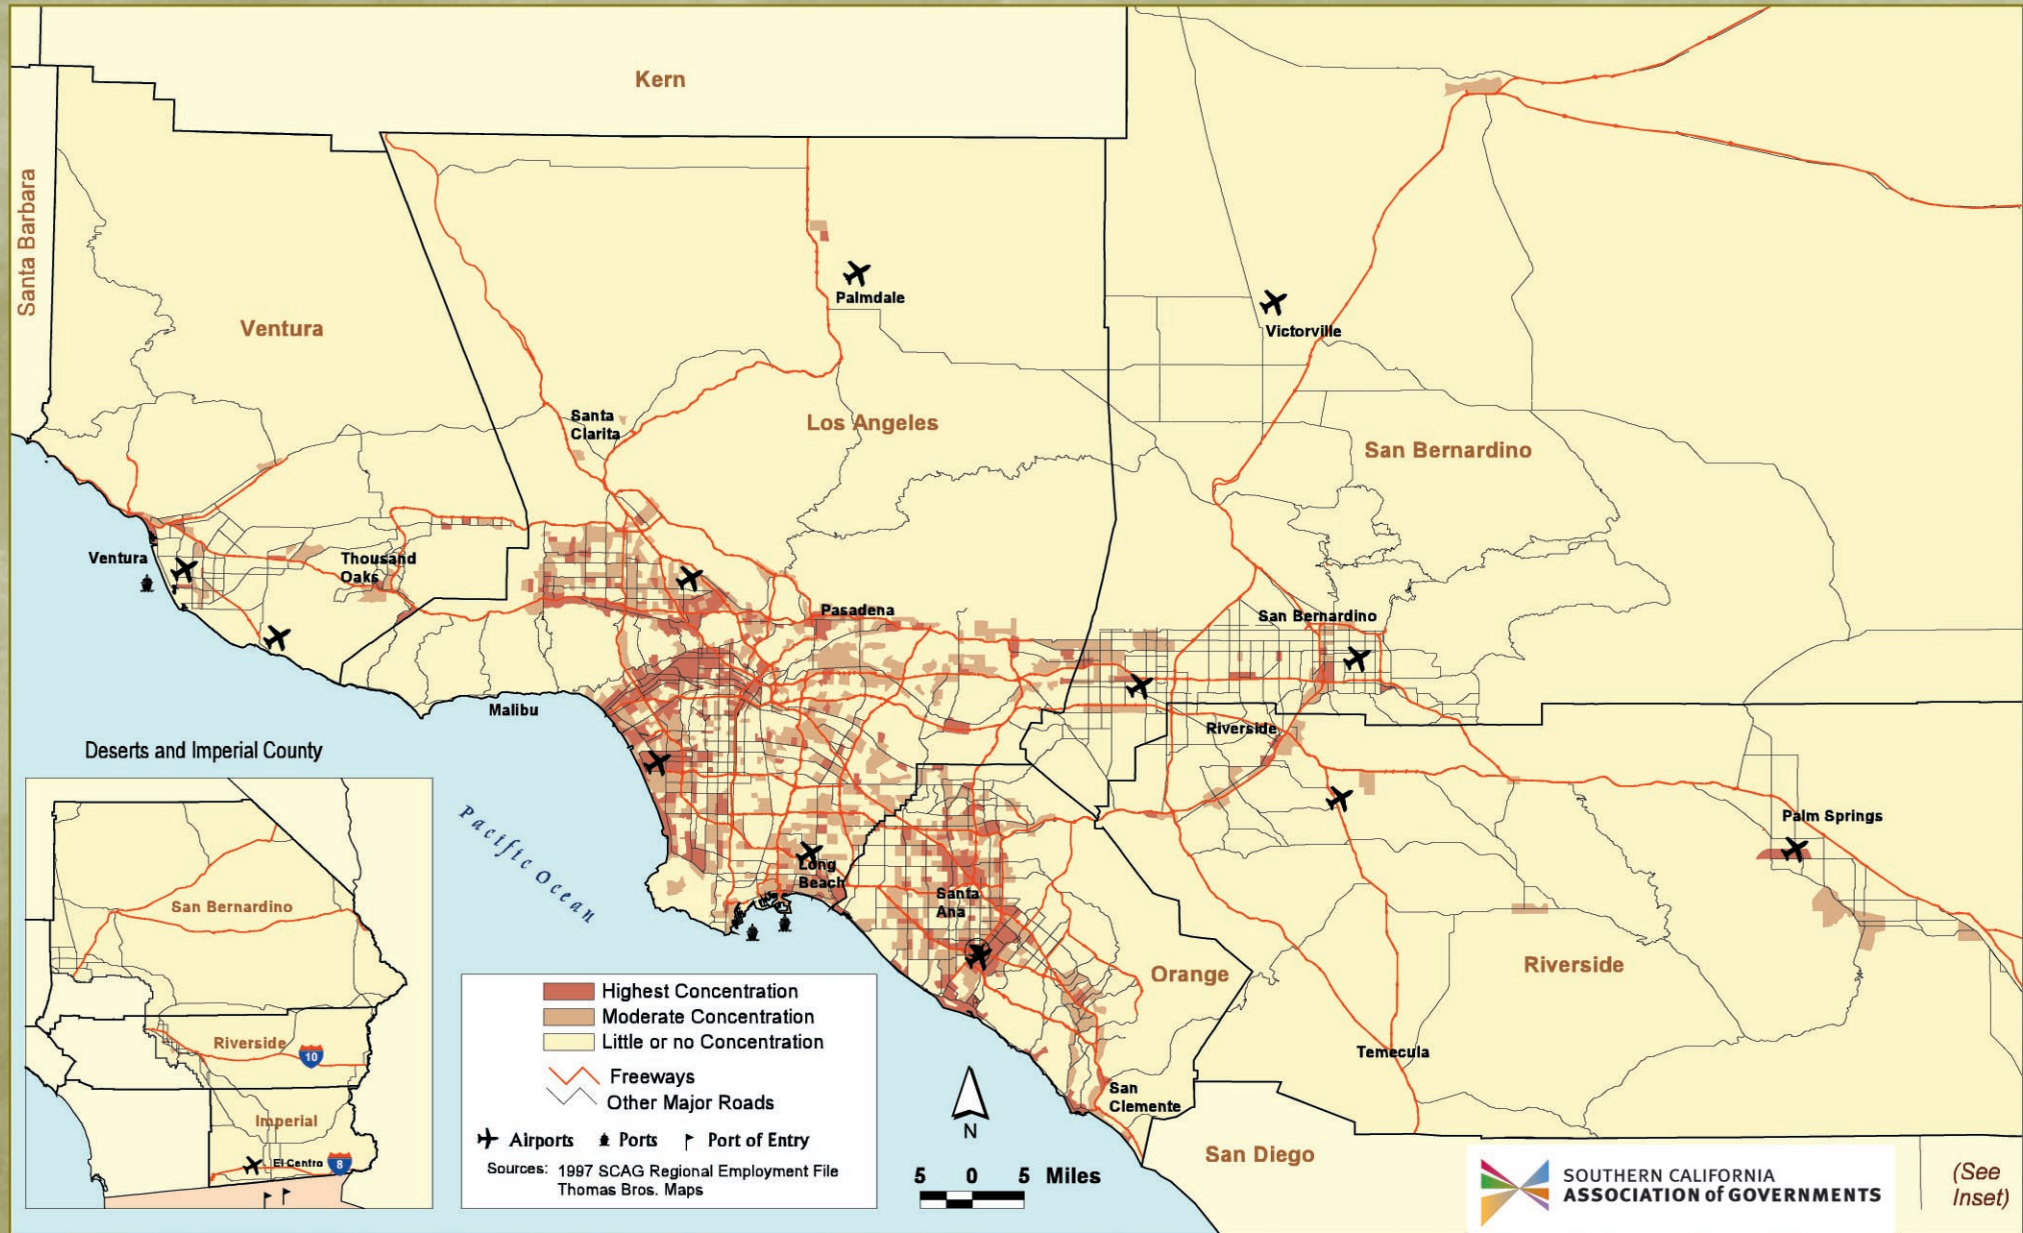 Kern
Santa Barbara
Ventura
Palmdale
Victorville
Santa
Clarita
Los Angeles
San Bernardino
Ventura
Thousand
Oaks
Pasadena
San Bernardino
Malibu
Riverside
Deserts and Imperial County
Pacific Ocean
Palm Springs
Long
Beach
Santa
Ana
Orange
Riverside
Temecula
San
Clemente
San Diego
San Bernardino
Riverside
10
Imperial
El Centro
8
Highest Concentration
Moderate Concentration
Little or no Concentration
Freeways
Other Major Roads
Airports
Ports
Port of Entry
Sources: 1997 SCAG Regional Employment File
Thomas Bros. Maps
N
5 0 5 Miles
SOUTHERN CALIFORNIA
ASSOCIATION of GOVERNMENTS
(See
Inset)